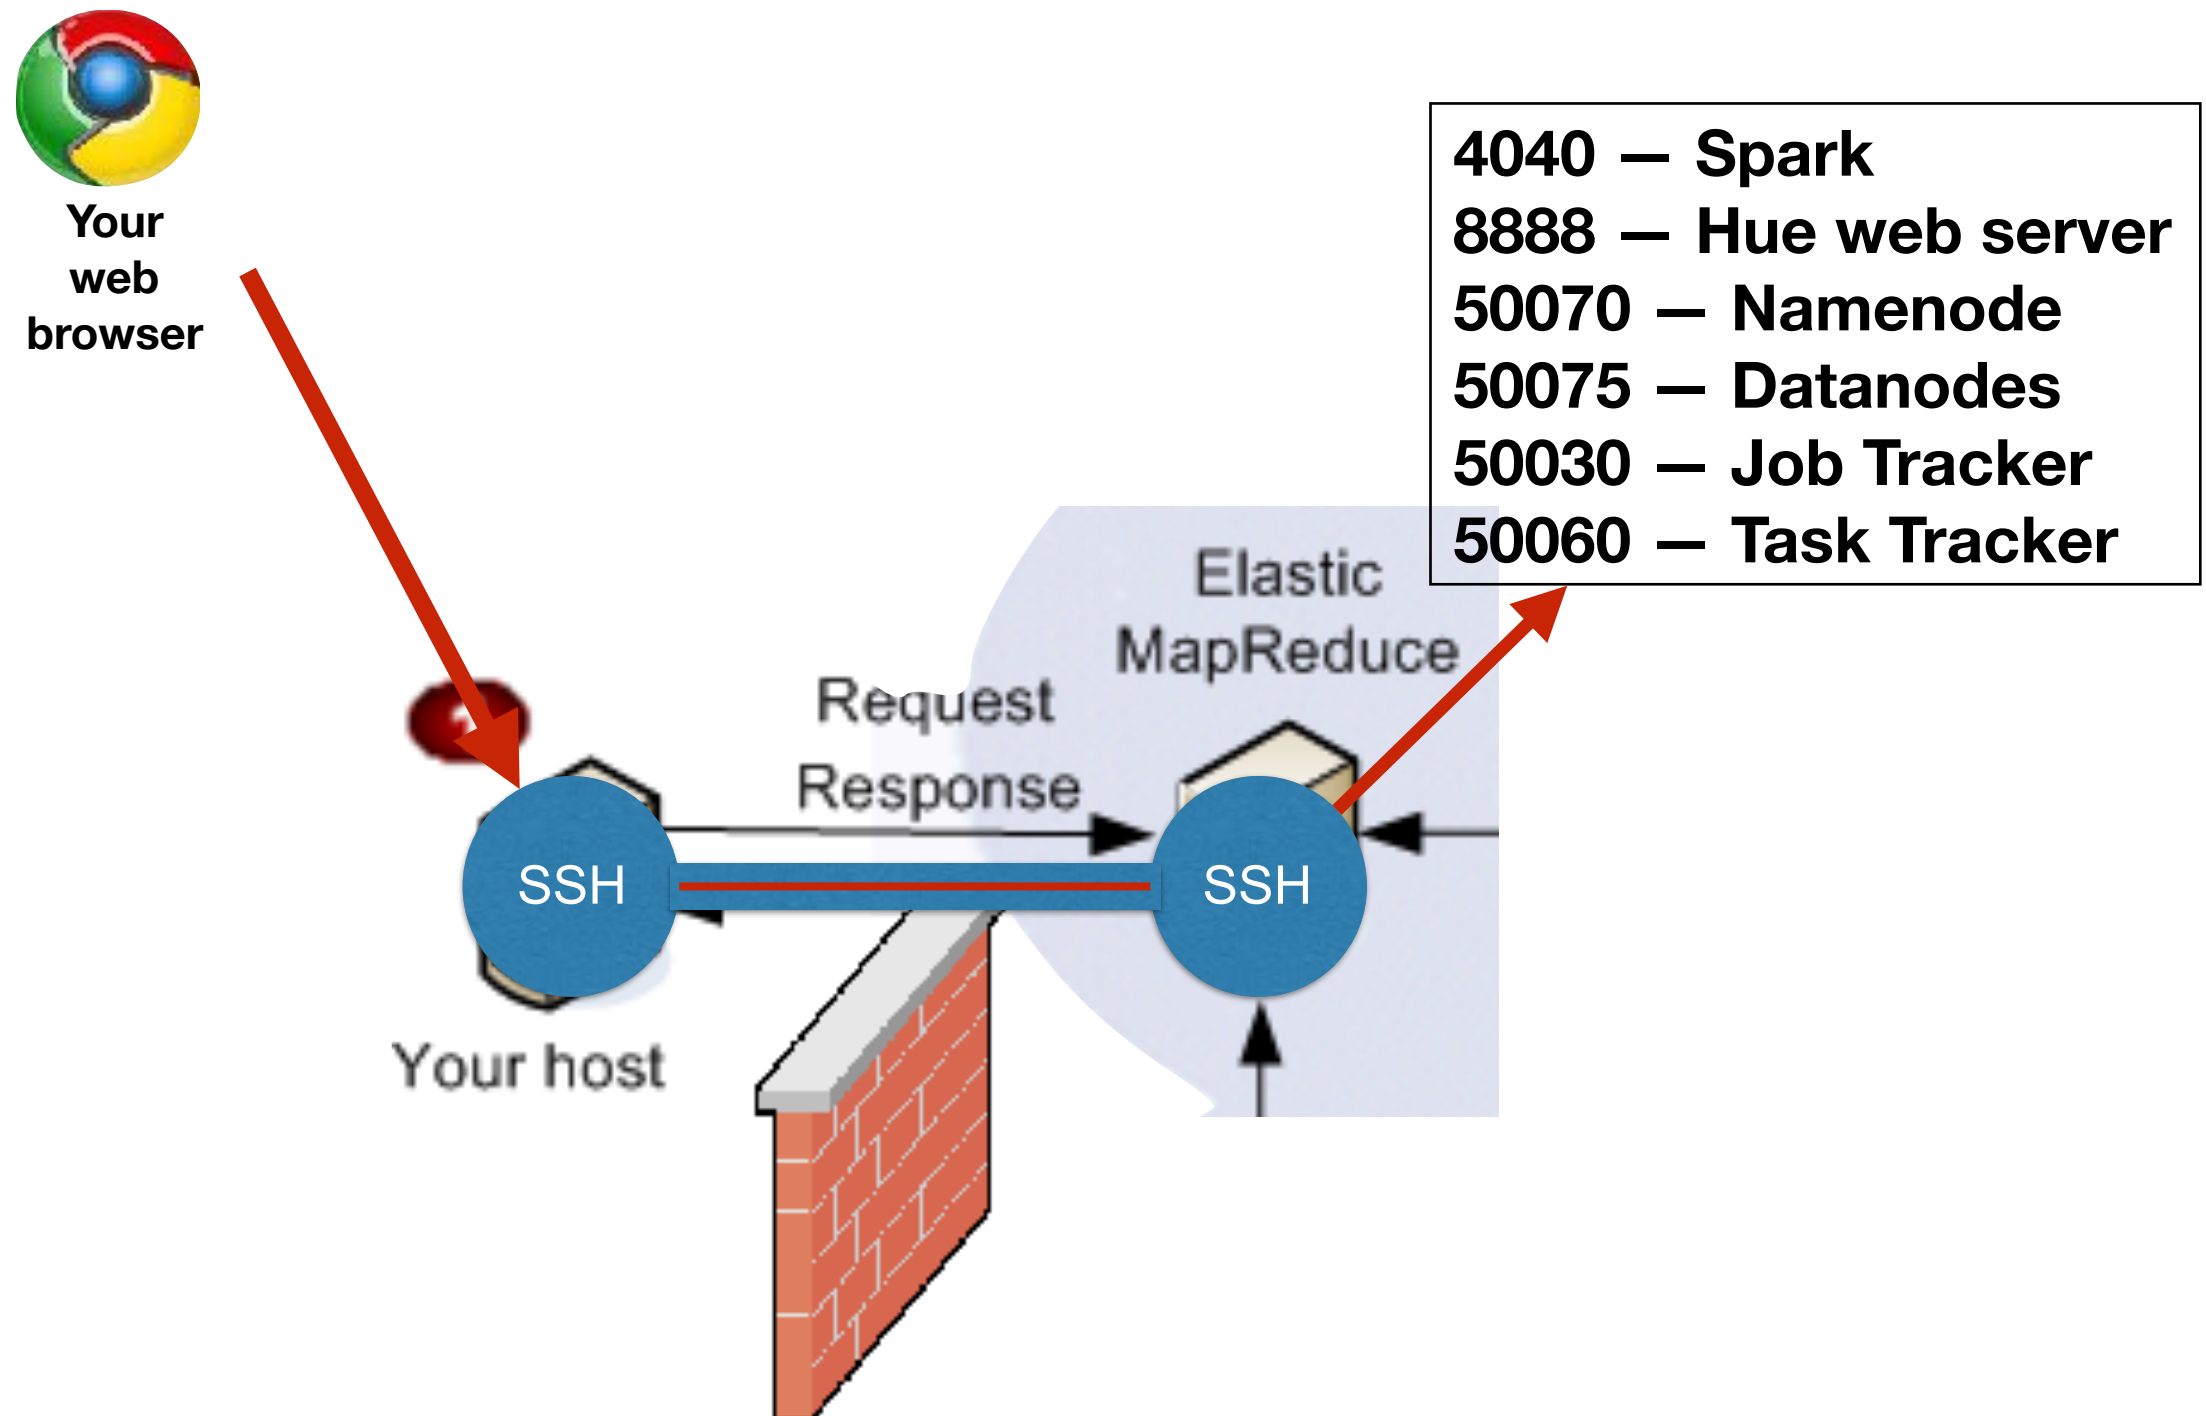 Your
web
browser
4040 — Spark
8888 — Hue web server
50070 — Namenode
50075 — Datanodes
50030 — Job Tracker
50060 — Task Tracker
Elastic
MapReduce
Request
Response
SSH
SSH
Your host